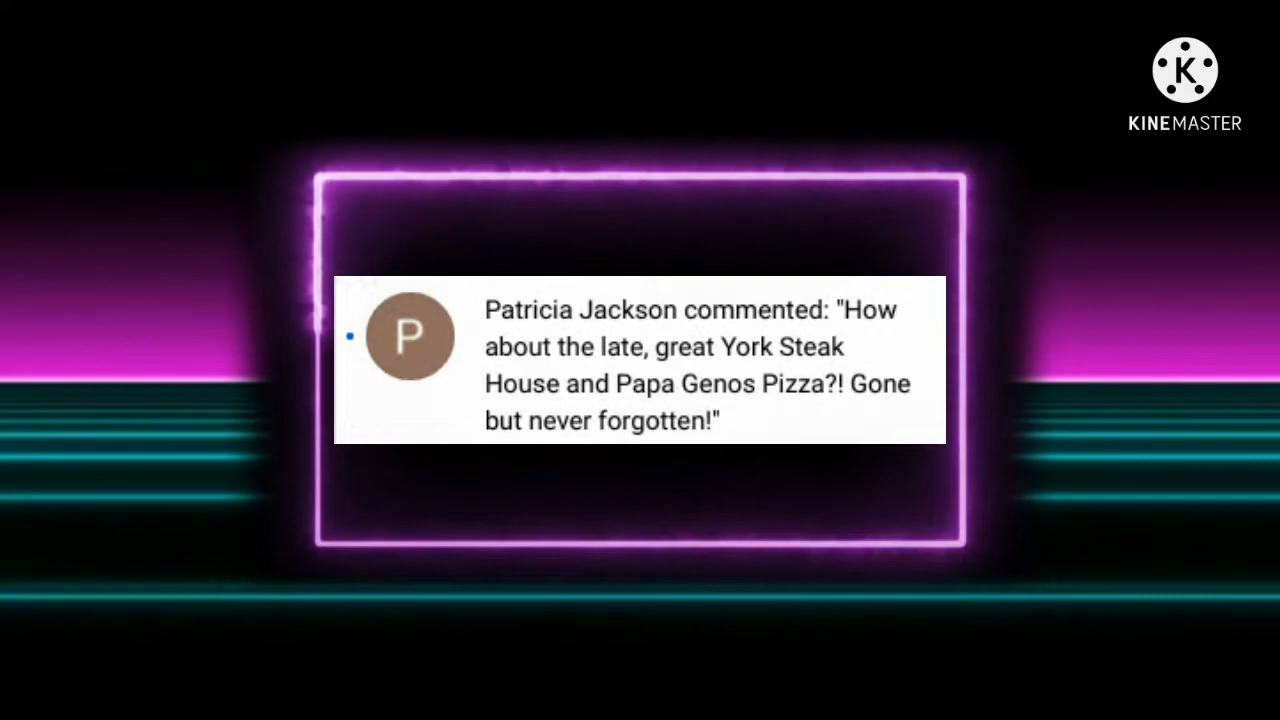 K
KINEMASTER
P
Patricia Jackson commented: "How
about the late, great York Steak
House and Papa Genos Pizza?! Gone
but never forgotten!"